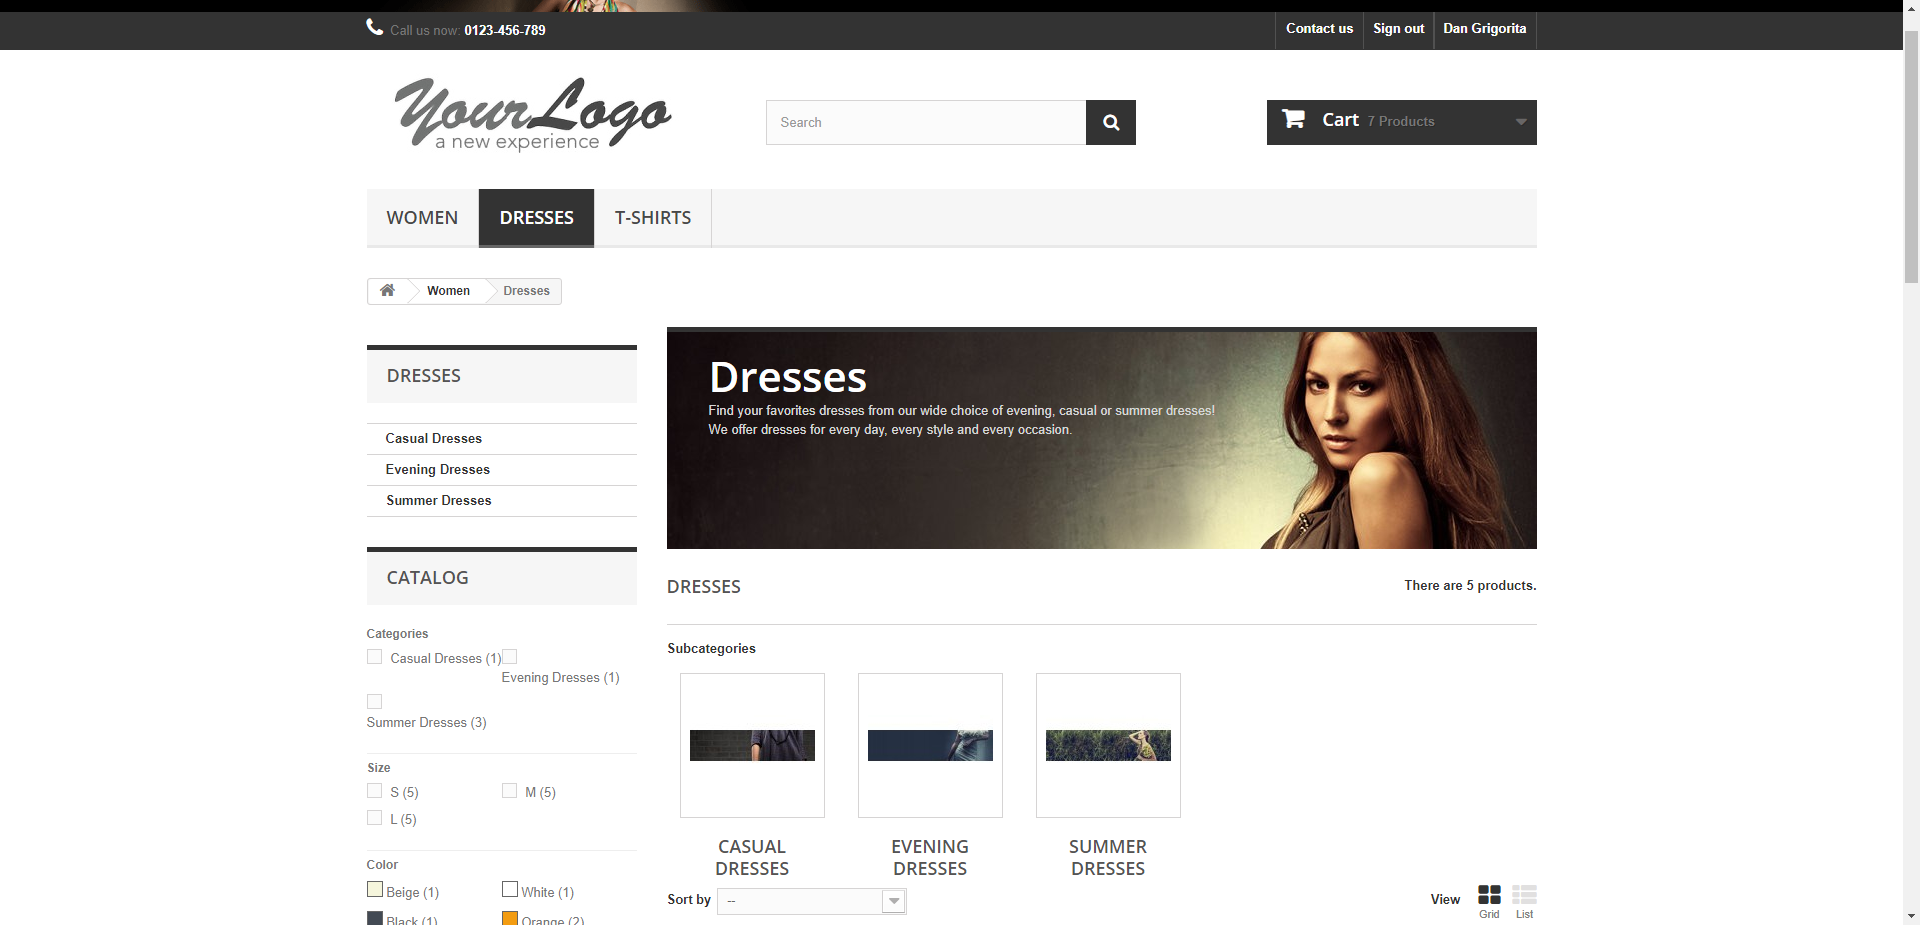 Call us now: 0123-456-789
Contact us
Sign out
Dan Grigorita
YourLogo
a new experience
Search
Cart 7 Products
WOMEN
DRESSES
T-SHIRTS
Women
Dresses
DRESSES
Casual Dresses
Evening Dresses
Summer Dresses
CATALOG
Categories
Casual Dresses (1)
Evening Dresses (1)
Summer Dresses (3)
Size
S (5)
M (5)
L (5)
Color
Beige (1)
White (1)
Black (1)
Orange (2)
Dresses
Find your favorites dresses from our wide choice of evening, casual or summer dresses!
We offer dresses for every day, every style and every occasion.
DRESSES
There are 5 products.
Subcategories
CASUAL
DRESSES
EVENING
DRESSES
SUMMER
DRESSES
Sort by
--
View
Grid
List